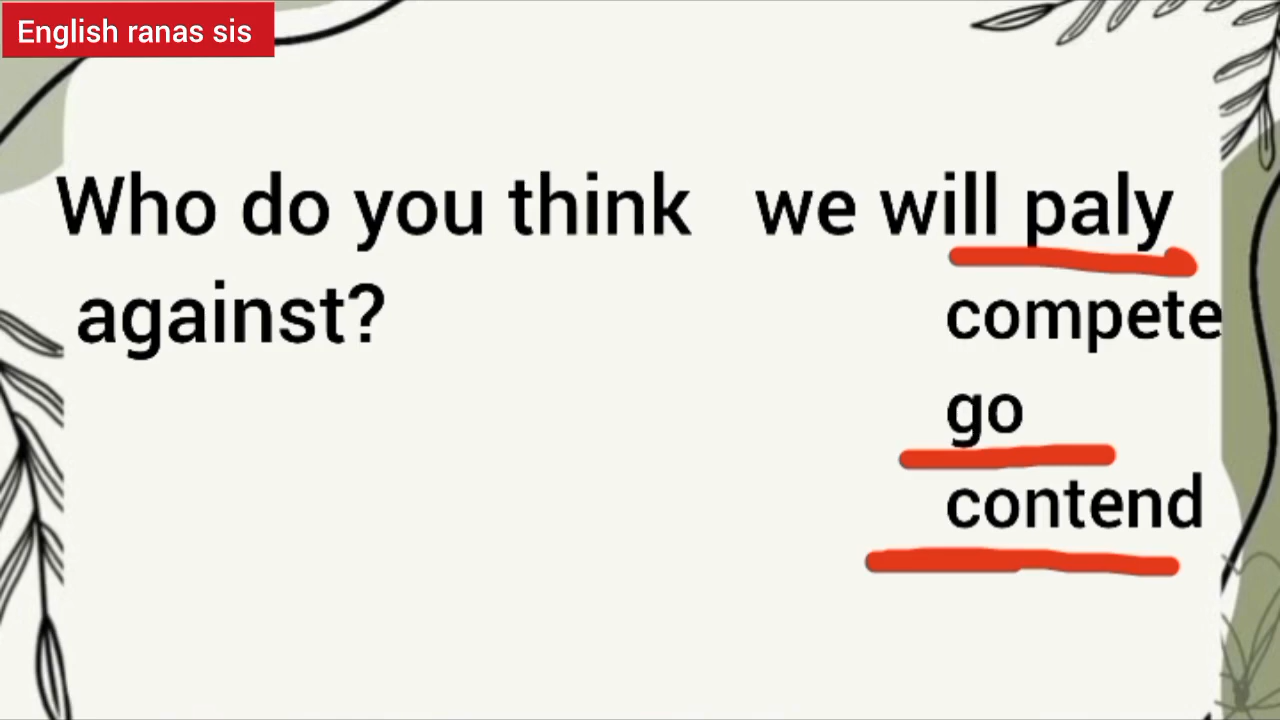 English ranas sis
Who do you think we will paly
against?
compete
go
contend